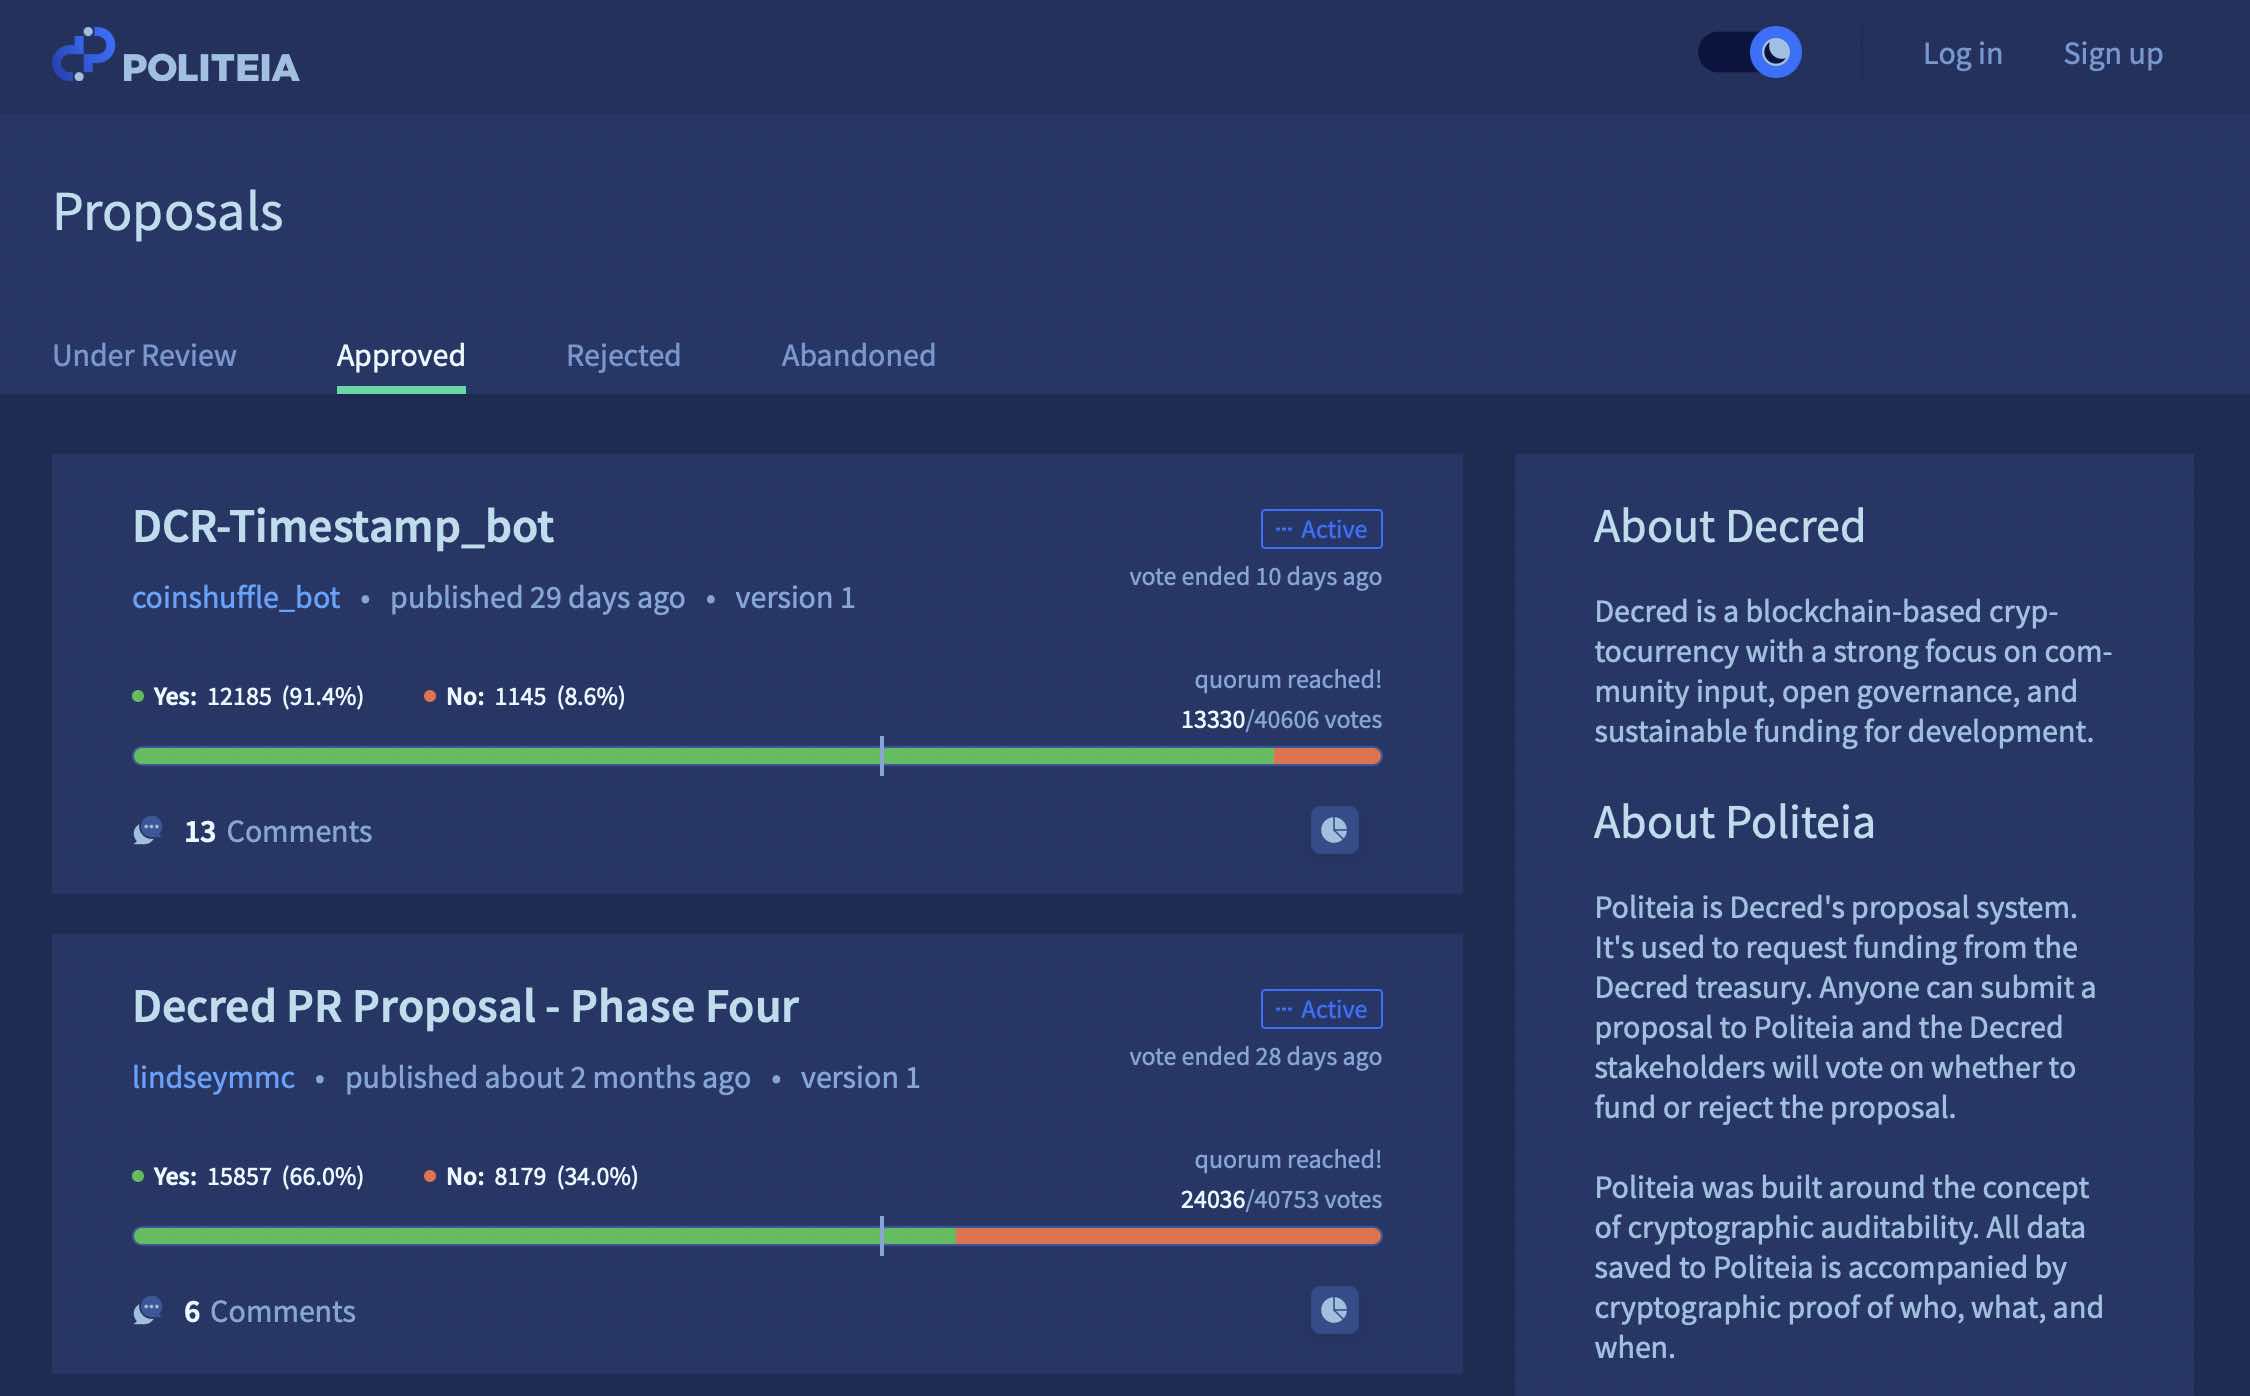 POLITEIA
Log in
Sign up
Proposals
Under Review
Approved
Rejected
Abandoned
DCR-Timestamp_bot
··· Active
coinshuffle_bot • published 29 days ago • version 1
vote ended 10 days ago
Yes: 12185 (91.4%)
No: 1145 (8.6%)
quorum reached!
13330/40606 votes
13 Comments
Decred PR Proposal - Phase Four
··· Active
lindseymmc • published about 2 months ago • version 1
vote ended 28 days ago
Yes: 15857 (66.0%)
No: 8179 (34.0%)
quorum reached!
24036/40753 votes
6 Comments
About Decred
Decred is a blockchain-based cryp-
tocurrency with a strong focus on com-
munity input, open governance, and
sustainable funding for development.
About Politeia
Politeia is Decred's proposal system.
It's used to request funding from the
Decred treasury. Anyone can submit a
proposal to Politeia and the Decred
stakeholders will vote on whether to
fund or reject the proposal.
Politeia was built around the concept
of cryptographic auditability. All data
saved to Politeia is accompanied by
cryptographic proof of who, what, and
when.